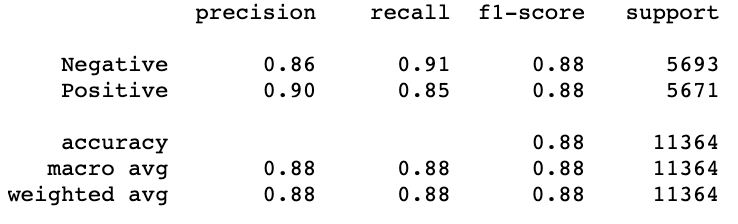 precision recall f1-score support
Negative 0.86 0.91 0.88 5693
Positive 0.90 0.85 0.88 5671
accuracy 0.88 11364
macro avg 0.88 0.88 0.88 11364
weighted avg 0.88 0.88 0.88 11364